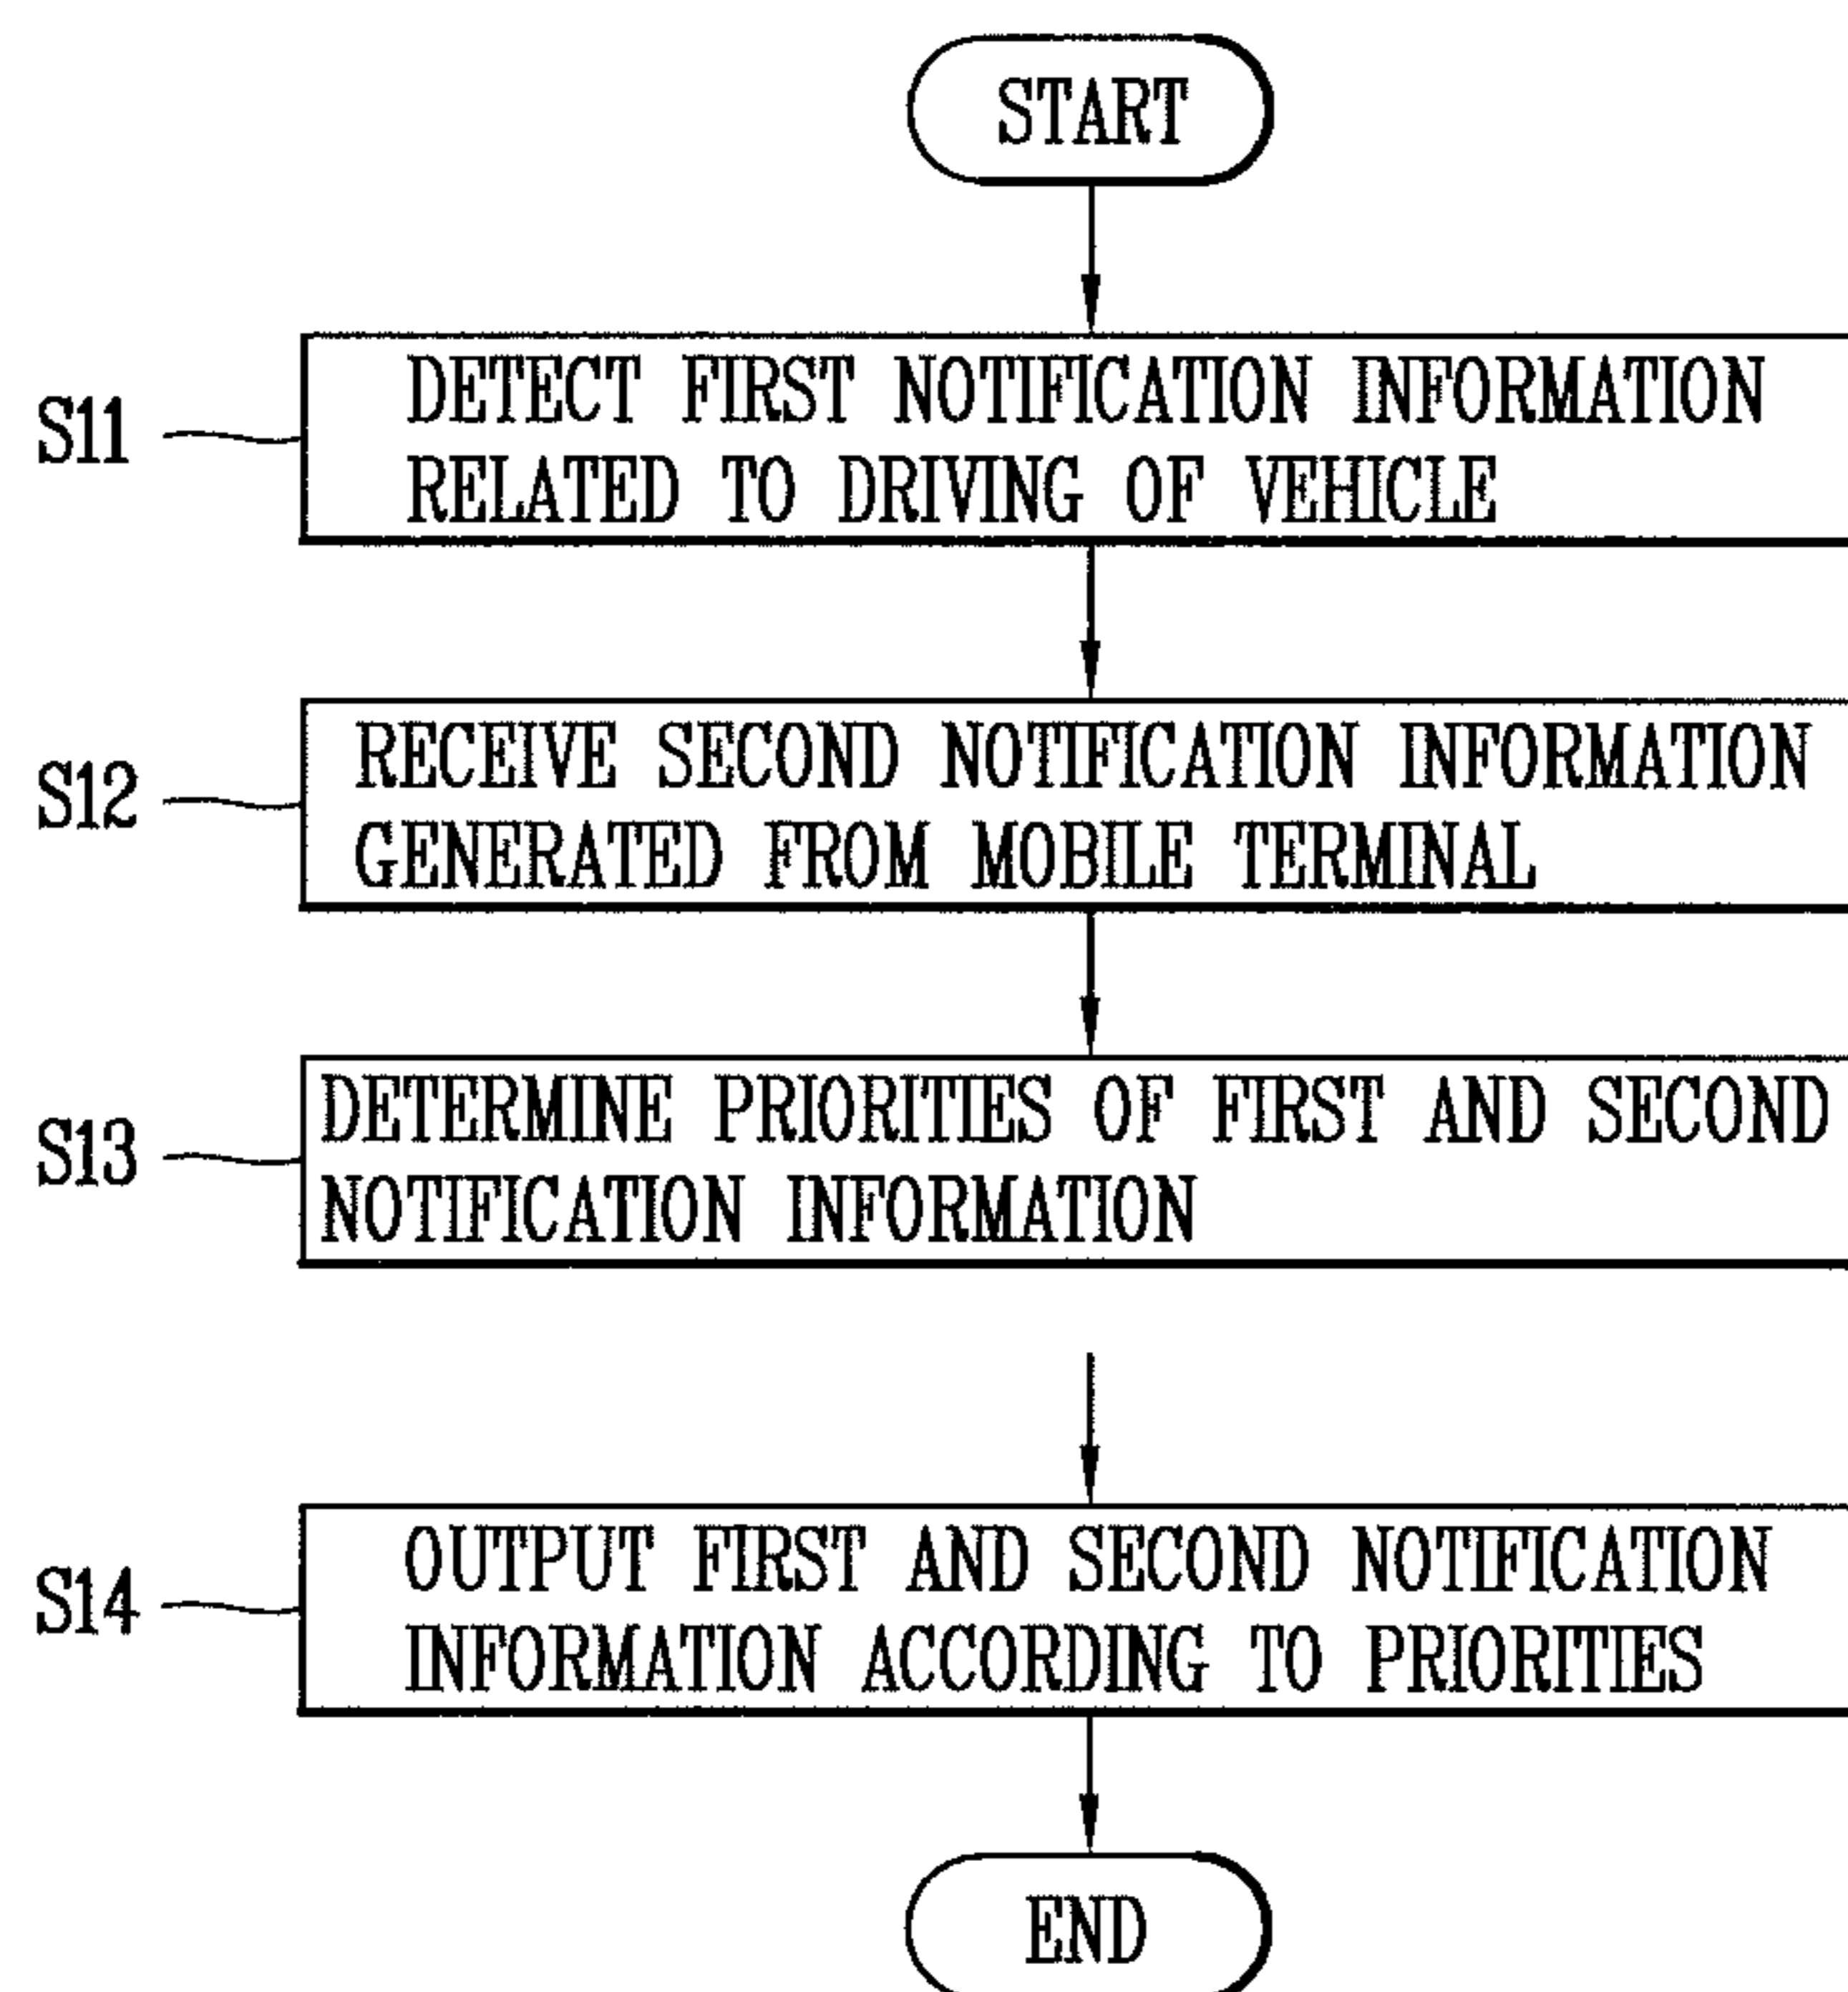 START
S11
DETECT FIRST NOTIFICATION INFORMATION
RELATED TO DRIVING OF VEHICLE
S12
RECEIVE SECOND NOTIFICATION INFORMATION
GENERATED FROM MOBILE TERMINAL
S13
DETERMINE PRIORITIES OF FIRST AND SECOND
NOTIFICATION INFORMATION
S14
OUTPUT FIRST AND SECOND NOTIFICATION
INFORMATION ACCORDING TO PRIORITIES
END